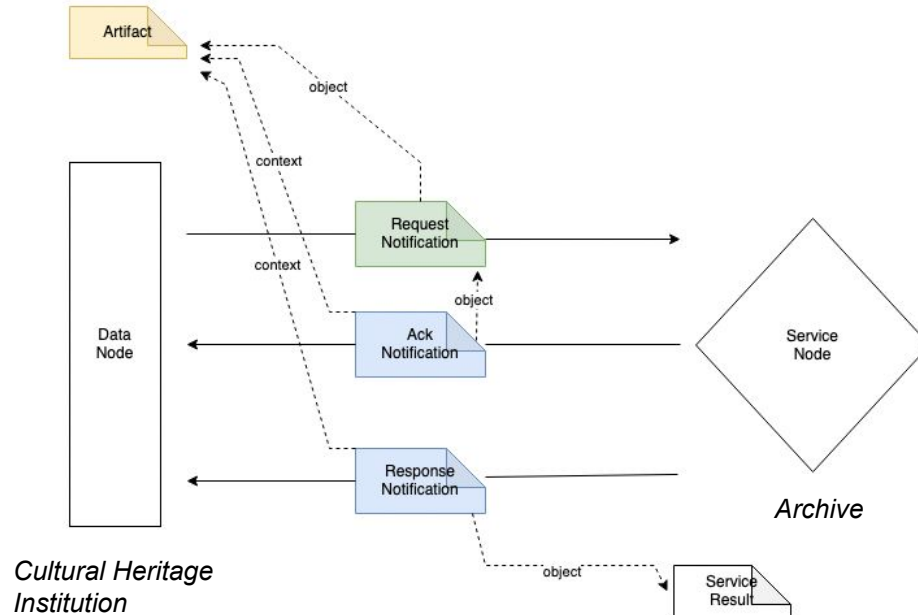 Artifact
object
context
Request
Notification
context
object
Data
Node
Ack
Notification
Service
Node
Response
Notification
Archive
Cultural Heritage
Institution
object
Service
Result